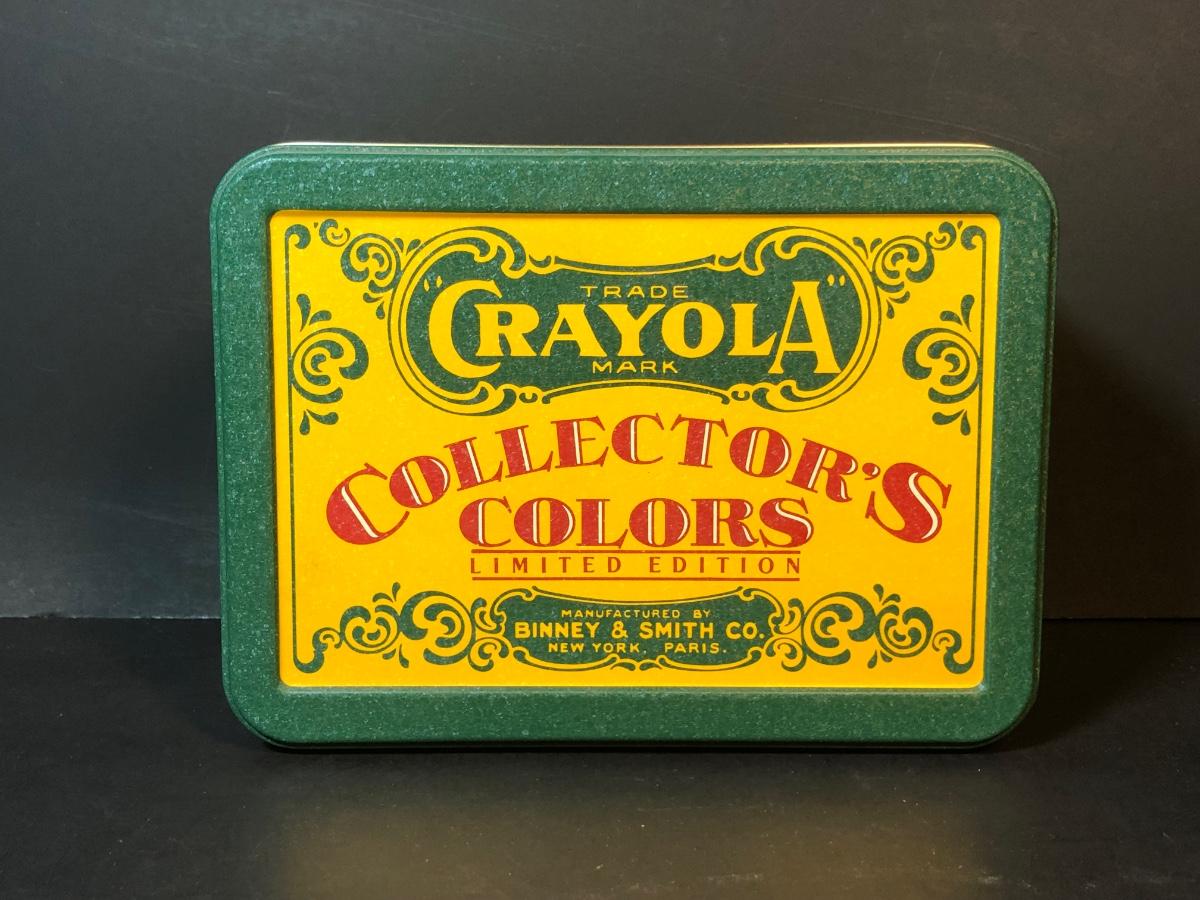 TRADE
"CRAYOLA"
MARK
COLLECTOR'S
COLORS
LIMITED EDITION
MANUFACTURED BY
BINNEY & SMITH CO.
NEW YORK, PARIS.